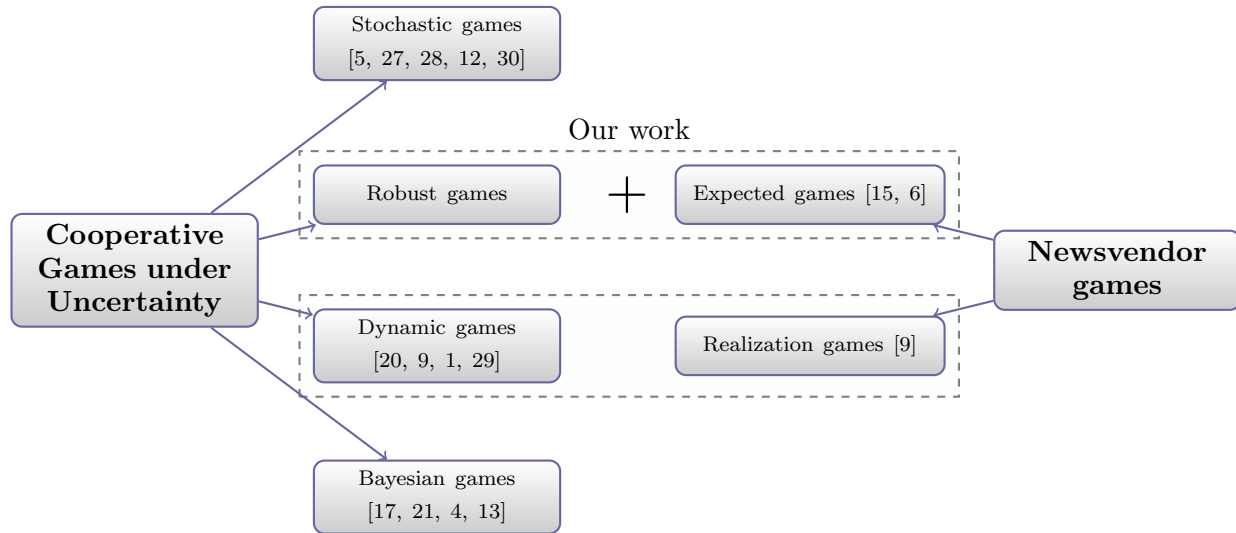 Stochastic games
[5, 27, 28, 12, 30]
Our work
Robust games
+
Expected games [15, 6]
Cooperative
Games under
Uncertainty
Newsvendor
games
Dynamic games
[20, 9, 1, 29]
Realization games [9]
Bayesian games
[17, 21, 4, 13]